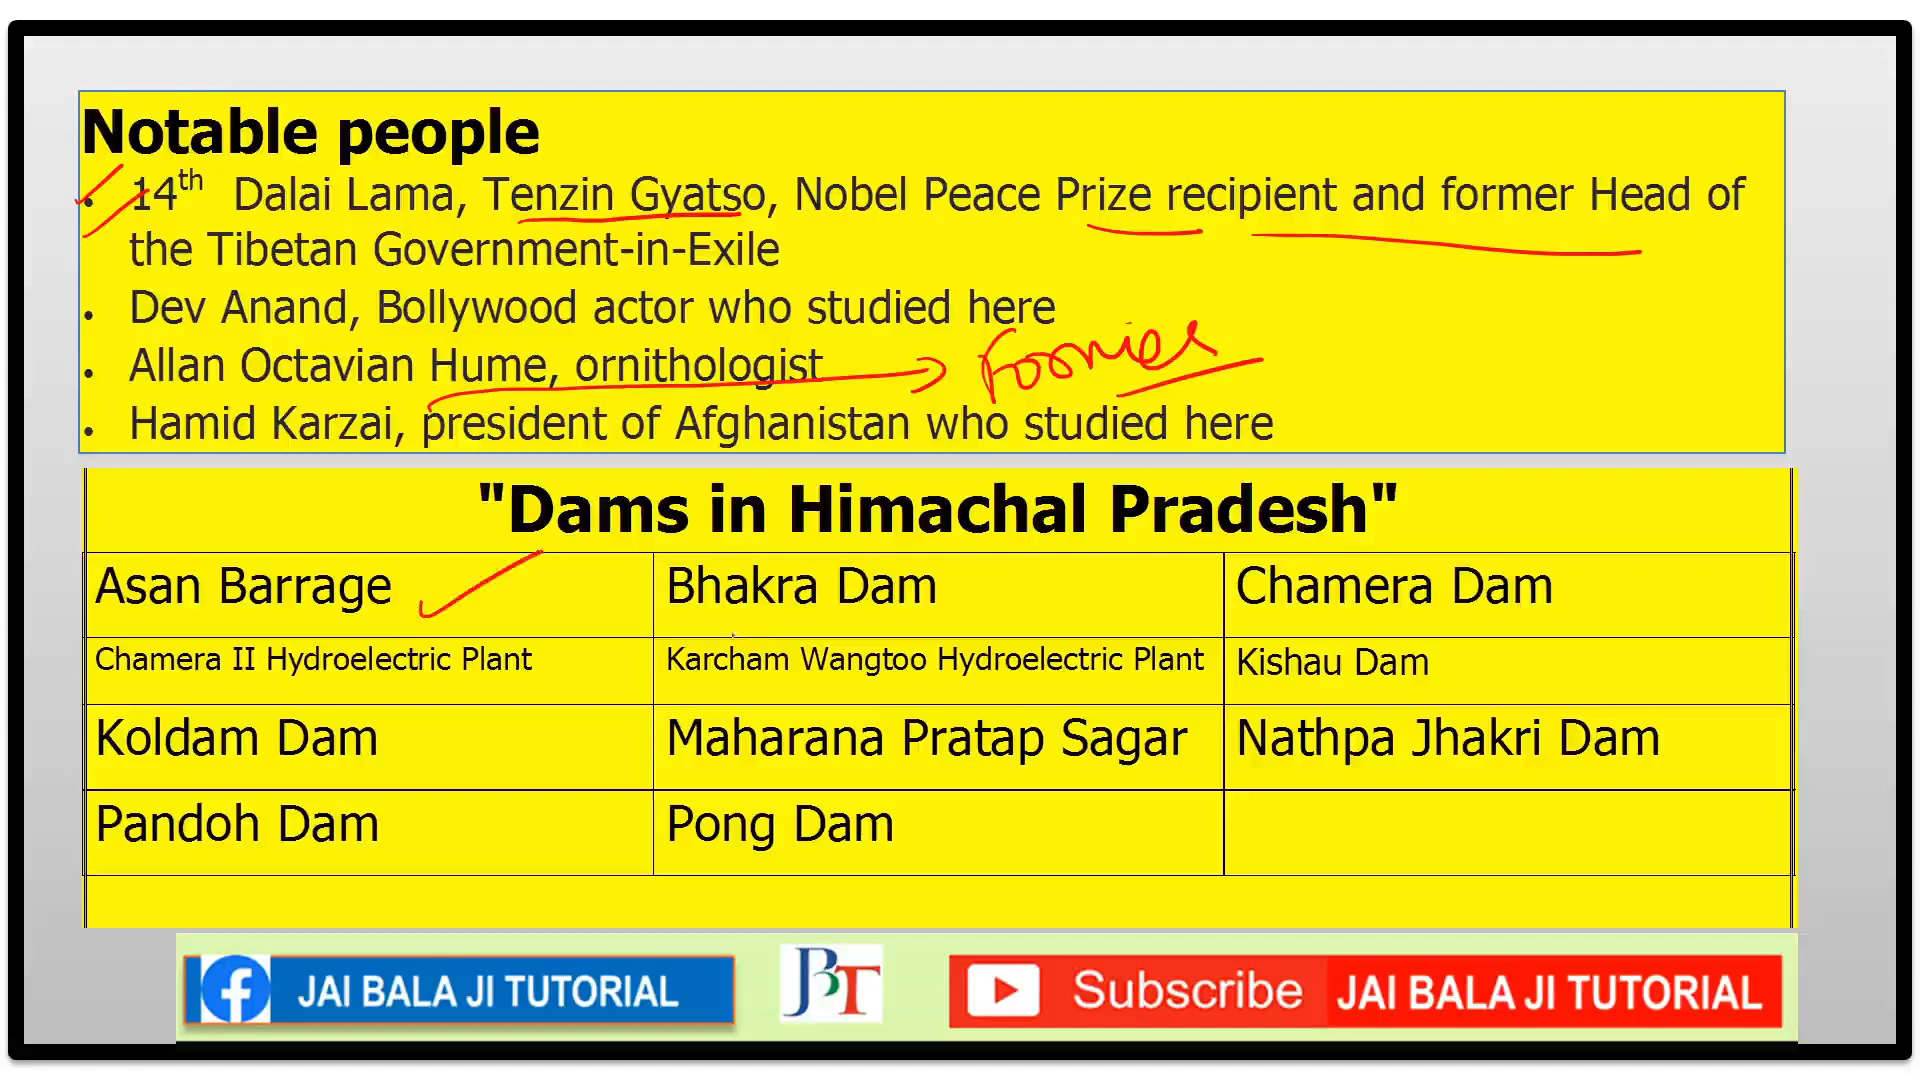 Notable people
• 14th Dalai Lama, Tenzin Gyatso, Nobel Peace Prize recipient and former Head of
the Tibetan Government-in-Exile
• Dev Anand, Bollywood actor who studied here
• Allan Octavian Hume, ornithologist
• Hamid Karzai, president of Afghanistan who studied here
"Dams in Himachal Pradesh"
Asan Barrage Bhakra Dam Chamera Dam
Chamera II Hydroelectric Plant Karcham Wangtoo Hydroelectric Plant Kishau Dam
Koldam Dam Maharana Pratap Sagar Nathpa Jhakri Dam
Pandoh Dam Pong Dam
JAI BALA JI TUTORIAL JBT Subscribe JAI BALA JI TUTORIAL